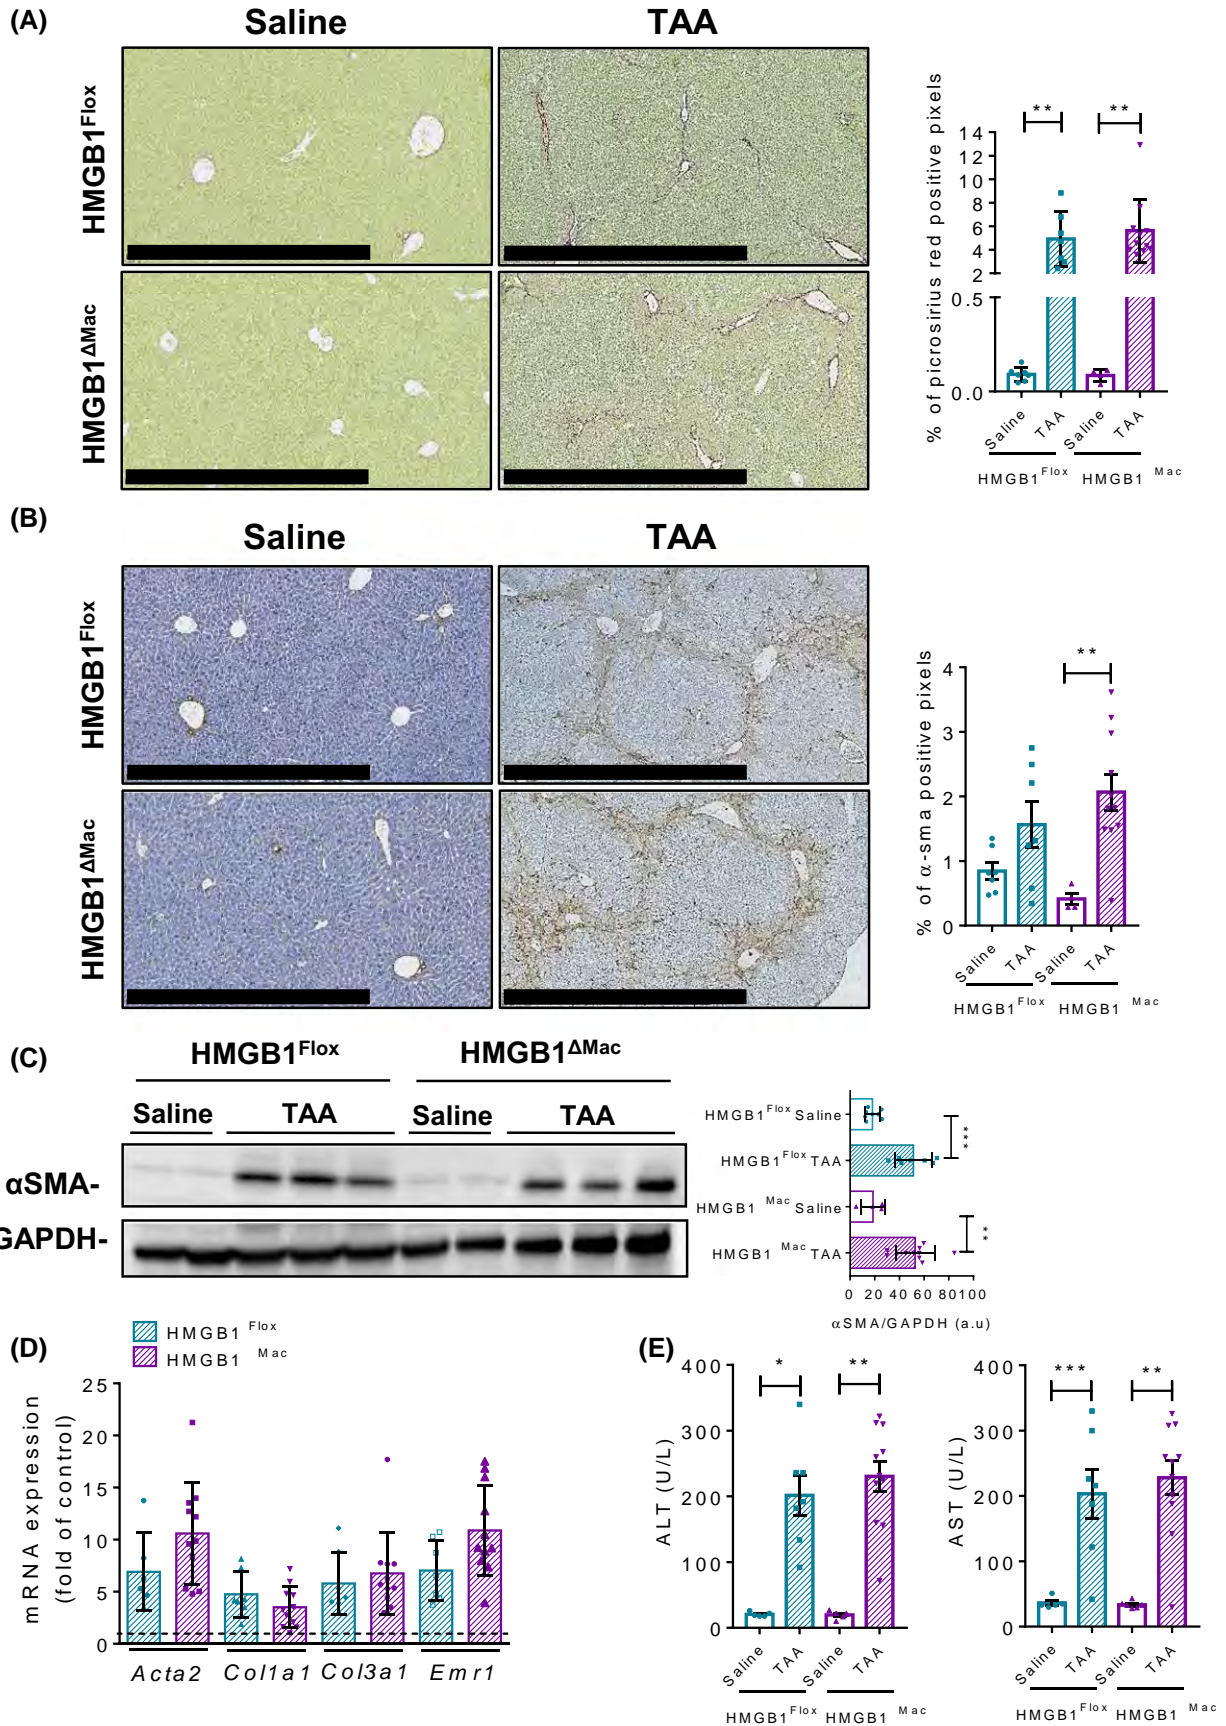 (A)
Saline
TAA
HMGB1Flox
HMGB1ΔMac
% of picrosirius red positive pixels
14
12
10
8
6
4
2
0.5
0.0
**
**
Saline
TAA
Saline
TAA
HMGB1Flox
HMGB1 Mac
(B)
Saline
TAA
HMGB1Flox
HMGB1ΔMac
% of α-sma positive pixels
4
3
2
1
0
**
Saline
TAA
Saline
TAA
HMGB1Flox
HMGB1 Mac
(C)
HMGB1Flox
HMGB1ΔMac
Saline
TAA
Saline
TAA
αSMA-
GAPDH-
HMGB1Flox Saline
HMGB1Flox TAA
HMGB1 Mac Saline
HMGB1 Mac TAA
***
**
0 20 40 60 80 100
αSMA/GAPDH (a.u)
HMGB1 Flox
HMGB1 Mac
(D)
mRNA expression
(fold of control)
25
20
15
10
5
0
Acta2 Col1a1 Col3a1 Emr1
(E)
ALT (U/L)
400
300
200
100
0
*
**
Saline
TAA
Saline
TAA
HMGB1Flox
HMGB1 Mac
AST (U/L)
400
300
200
100
0
***
**
Saline
TAA
Saline
TAA
HMGB1Flox
HMGB1 Mac